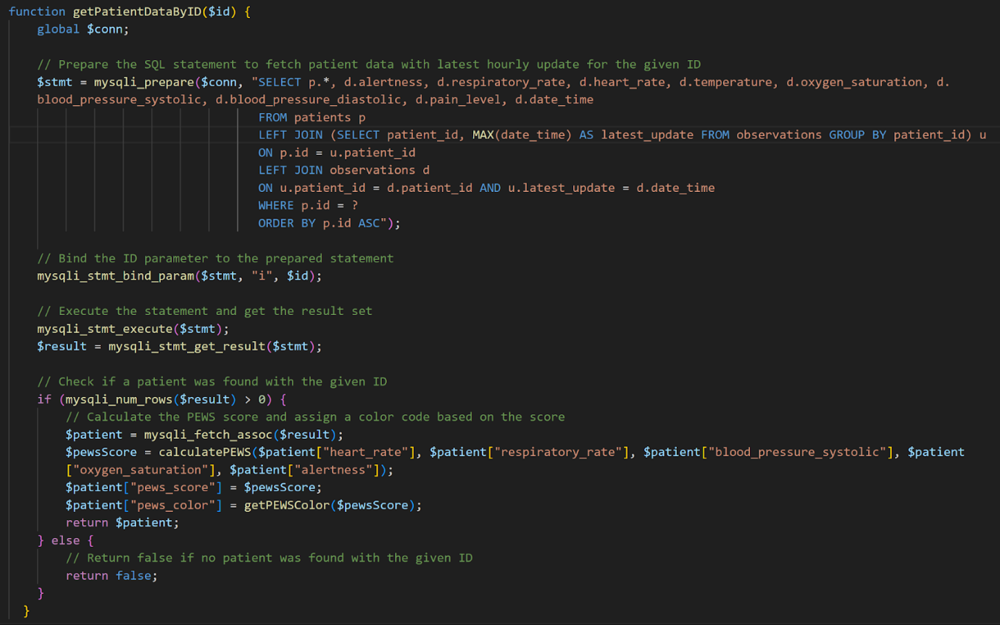 function getPatientDataByID($id) {
global $conn;
// Prepare the SQL statement to fetch patient data with latest hourly update for the given ID
$stmt = mysqli_prepare($conn, "SELECT p.*, d.alertness, d.respiratory_rate, d.heart_rate, d.temperature, d.oxygen_saturation, d.
blood_pressure_systolic, d.blood_pressure_diastolic, d.pain_level, d.date_time
FROM patients p
LEFT JOIN (SELECT patient_id, MAX(date_time) AS latest_update FROM observations GROUP BY patient_id) u
ON p.id = u.patient_id
LEFT JOIN observations d
ON u.patient_id = d.patient_id AND u.latest_update = d.date_time
WHERE p.id = ?
ORDER BY p.id ASC");
// Bind the ID parameter to the prepared statement
mysqli_stmt_bind_param($stmt, "i", $id);
// Execute the statement and get the result set
mysqli_stmt_execute($stmt);
$result = mysqli_stmt_get_result($stmt);
// Check if a patient was found with the given ID
if (mysqli_num_rows($result) > 0) {
// Calculate the PEWS score and assign a color code based on the score
$patient = mysqli_fetch_assoc($result);
$pewsScore = calculatePEWS($patient["heart_rate"], $patient["respiratory_rate"], $patient["blood_pressure_systolic"], $patient
["oxygen_saturation"], $patient["alertness"]);
$patient["pews_score"] = $pewsScore;
$patient["pews_color"] = getPEWSColor($pewsScore);
return $patient;
} else {
// Return false if no patient was found with the given ID
return false;
}
}